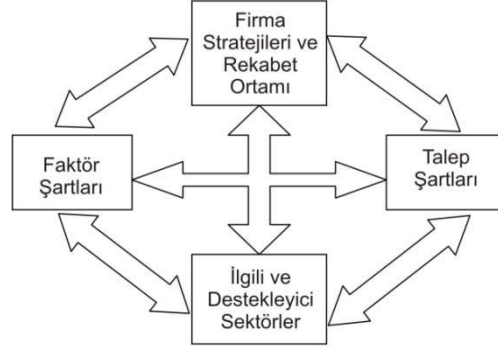 Firma
Stratejileri ve
Rekabet
Ortamı
Faktör
Şartları
Talep
Şartları
İlgili ve
Destekleyici
Sektörler